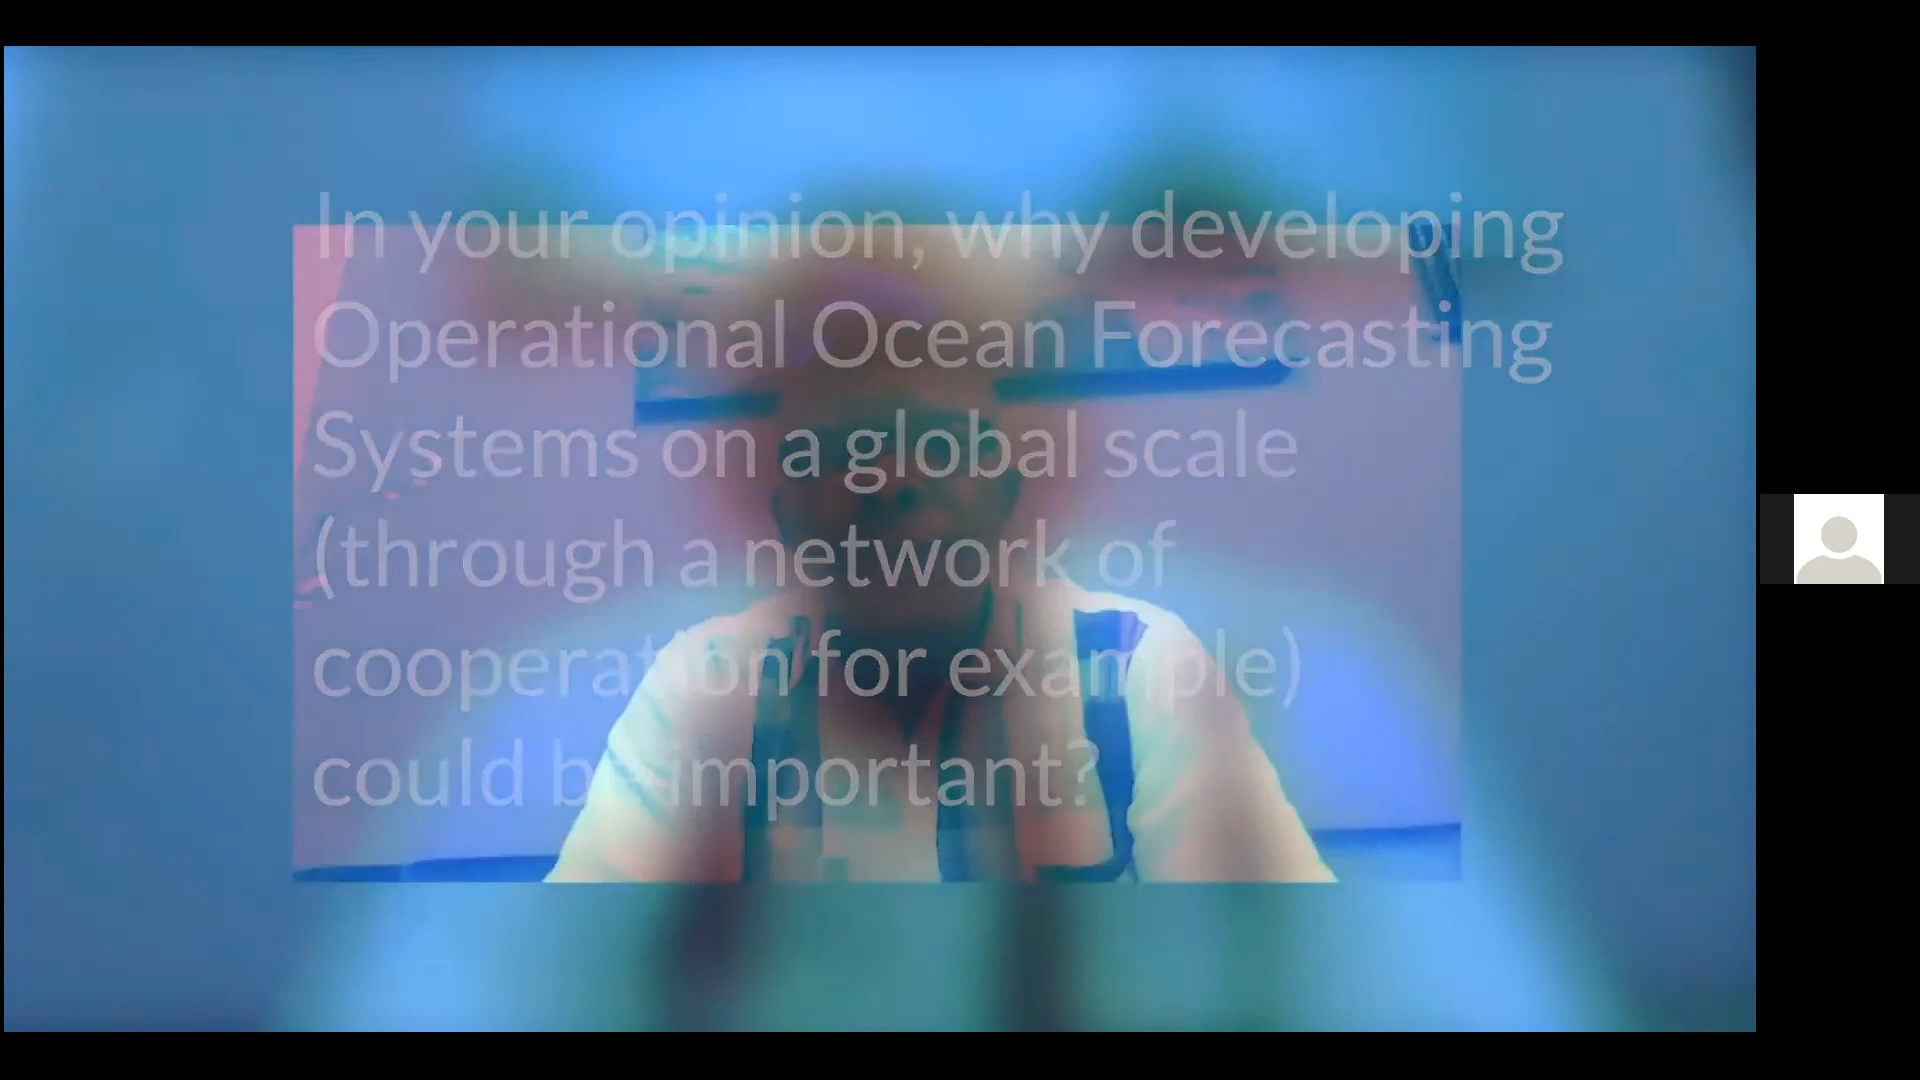 In your opinion, why developing
Operational Ocean Forecasting
Systems on a global scale
(through a network of
cooperation for example)
could be important?